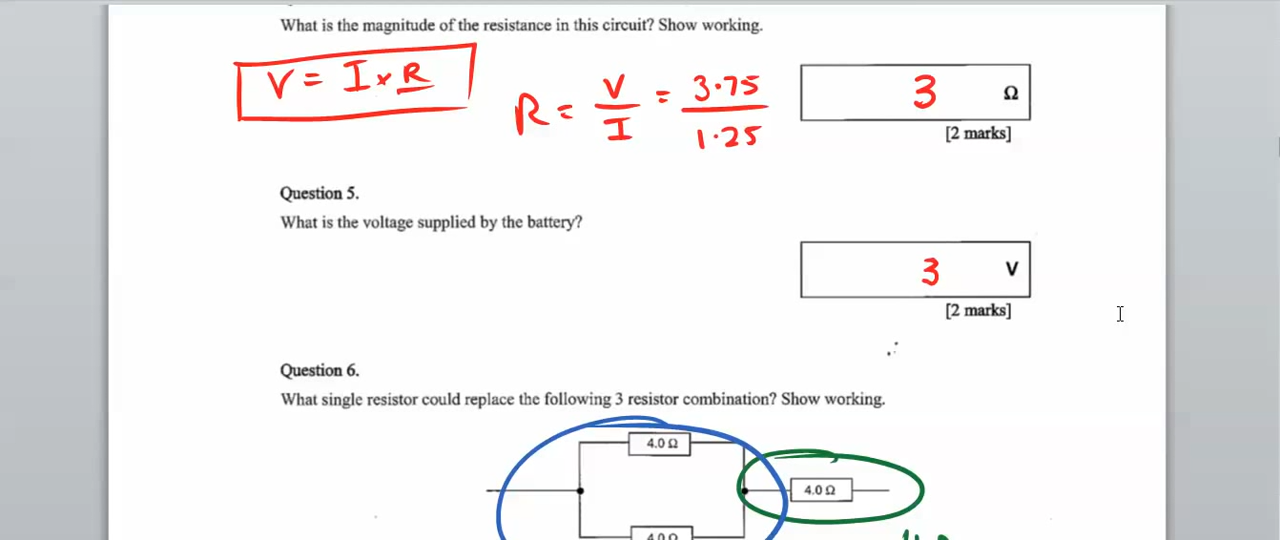 What is the magnitude of the resistance in this circuit? Show working.
V = I × R
R = V/I = 3.75/1.25
3 Ω
[2 marks]
Question 5.
What is the voltage supplied by the battery?
3 V
[2 marks]
Question 6.
What single resistor could replace the following 3 resistor combination? Show working.
4.0 Ω
4.0 Ω
4.0 Ω